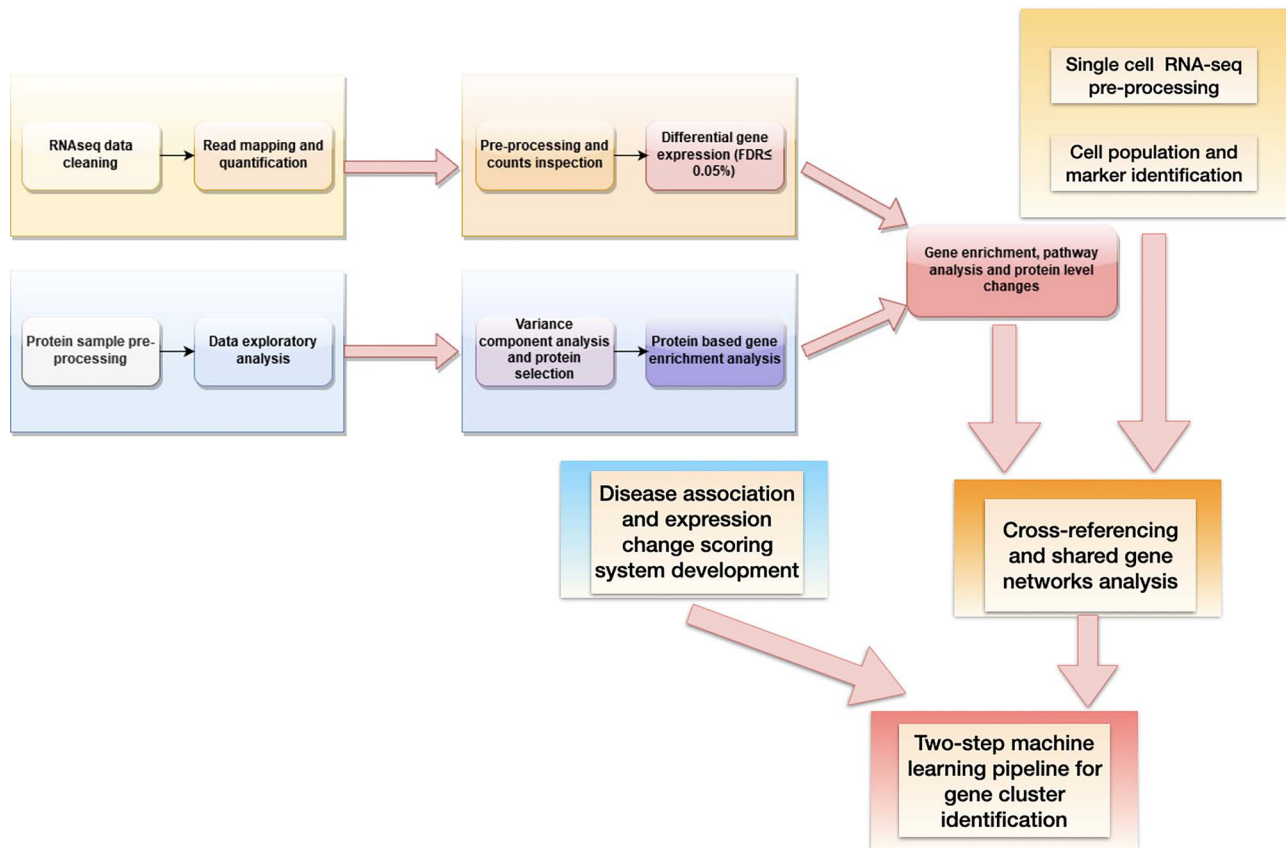 RNAseq data
cleaning
Read mapping and
quantification
Pre-processing and
counts inspection
Differential gene
expression (FDR≤
0.05%)
Single cell  RNA-seq
pre-processing
Cell population and
marker identification
Gene enrichment, pathway
analysis and protein level
changes
Protein sample pre-
processing
Data exploratory
analysis
Variance
component analysis
and protein
selection
Protein based gene
enrichment analysis
Disease association
and expression
change scoring
system development
Cross-referencing
and shared gene
networks analysis
Two-step machine
learning pipeline for
gene cluster
identification